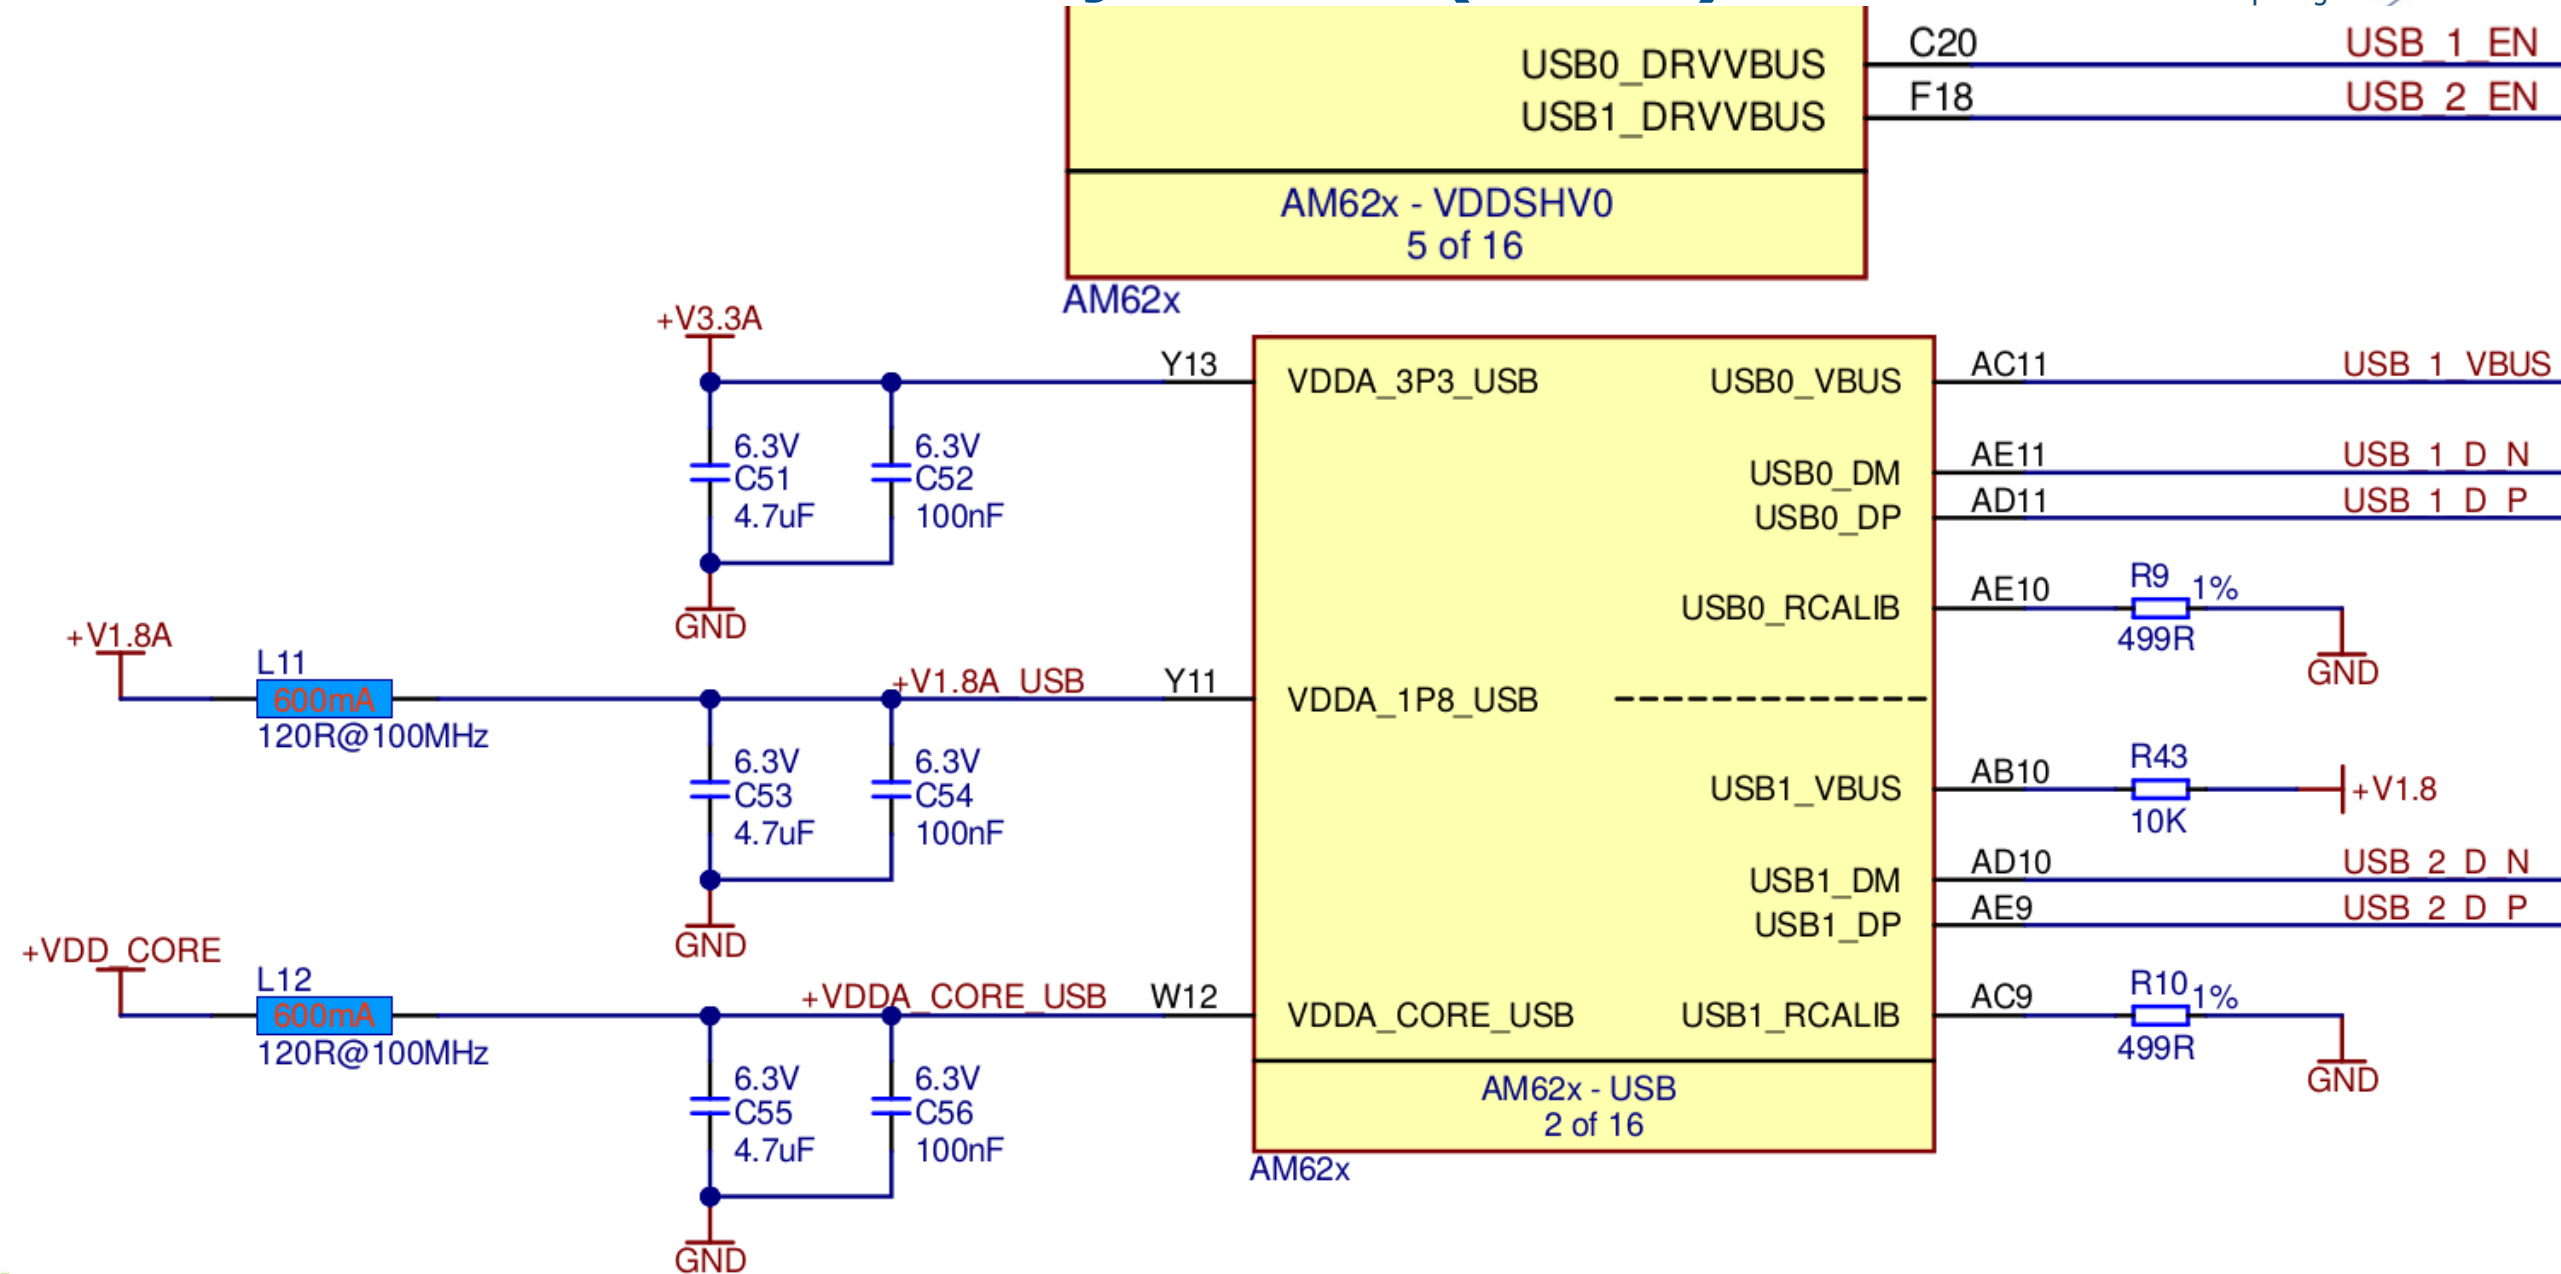 USB0_DRVVBUS
C20
USB_1_EN
USB1_DRVVBUS
F18
USB_2_EN
AM62x - VDDSHV0
5 of 16
AM62x
+V3.3A
Y13
VDDA_3P3_USB
USB0_VBUS
AC11
USB_1_VBUS
6.3V
C51
4.7uF
6.3V
C52
100nF
GND
USB0_DM
AE11
USB_1_D_N
USB0_DP
AD11
USB_1_D_P
USB0_RCALIB
AE10
R9
1%
499R
GND
+V1.8A
L11
600mA
120R@100MHz
+V1.8A_USB
Y11
VDDA_1P8_USB
6.3V
C53
4.7uF
6.3V
C54
100nF
GND
USB1_VBUS
AB10
R43
10K
+V1.8
USB1_DM
AD10
USB_2_D_N
USB1_DP
AE9
USB_2_D_P
+VDD_CORE
L12
600mA
120R@100MHz
+VDDA_CORE_USB
W12
VDDA_CORE_USB
USB1_RCALIB
AC9
R10
1%
499R
GND
6.3V
C55
4.7uF
6.3V
C56
100nF
GND
AM62x - USB
2 of 16
AM62x